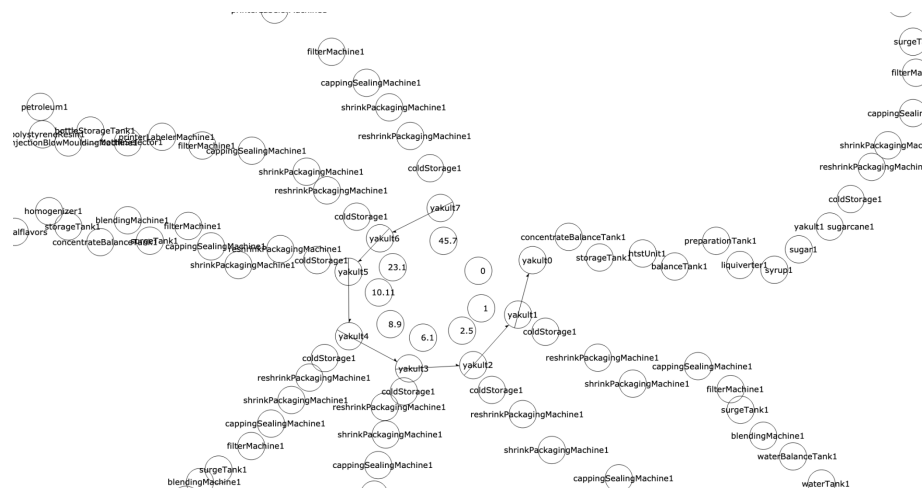 filterMachine1
surgeT
filterMa
cappingSealingMachine1
shrinkPackagingMachine1
petroleum1
cappingSealin
bottleStorageTank1
printerLabelerMachine1
reshrinkPackagingMachine1
filterMachine1
cappingSealingMachine1
shrinkPackagingMac
reshrinkPackagingMachin
shrinkPackagingMachine1
coldStorage1
reshrinkPackagingMachine1
coldStorage1
homogenizer1
yakult7
coldStorage1
blendingMachine1
storageTank1
filterMachine1
yakult1 sugarcane1
alflavors
concentrateBalanceTank1
surgeTank1
cappingSealingMachine1
reshrinkPackagingMachine1
yakult6
45.7
concentrateBalanceTank1
preparationTank1
sugar1
shrinkPackagingMachine1
coldStorage1
yakult5
23.1
0
yakult0
storageTank1
htstUnit1
balanceTank1
liquiverter1
syrup1
10.11
1
yakult1
yakult4
8.9
6.1
2.5
coldStorage1
coldStorage1
yakult3
yakult2
reshrinkPackagingMachine1
cappingSealingMachine1
reshrinkPackagingMachine1
coldStorage1
coldStorage1
shrinkPackagingMachine1
filterMachine1
shrinkPackagingMachine1
reshrinkPackagingMachine1
reshrinkPackagingMachine1
surgeTank1
cappingSealingMachine1
shrinkPackagingMachine1
blendingMachine1
filterMachine1
shrinkPackagingMachine1
waterBalanceTank1
surgeTank1
cappingSealingMachine1
cappingSealingMachine1
blendingMachine1
waterTank1